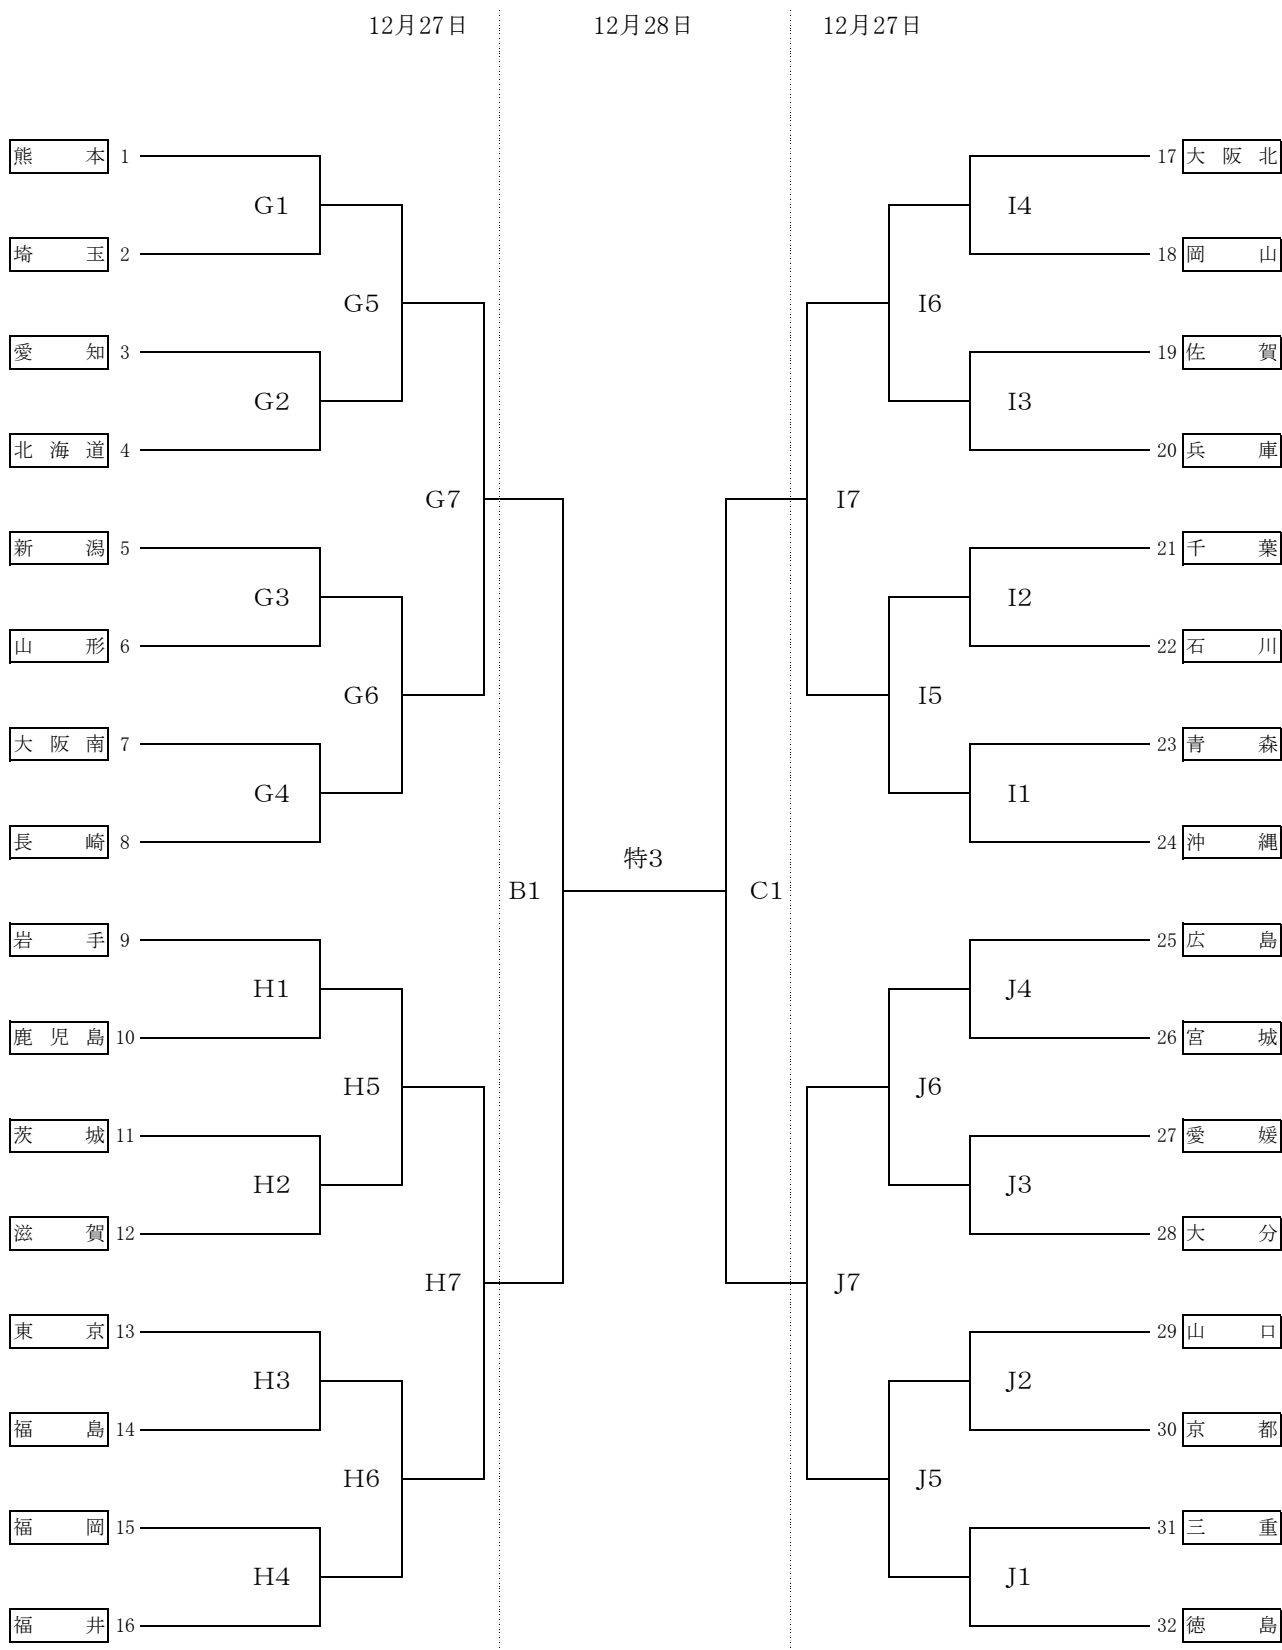 12月27日 12月28日 12月27日
熊本 1 17 大阪北
G1 I4
埼玉 2 18 岡山
G5 I6
愛知 3 19 佐賀
G2 I3
北海道 4 20 兵庫
G7 I7
新潟 5 21 千葉
G3 I2
山形 6 22 石川
G6 I5
大阪南 7 23 青森
G4 I1
長崎 8 24 沖縄
特3
B1 C1
岩手 9 25 広島
H1 J4
鹿児島 10 26 宮城
H5 J6
茨城 11 27 愛媛
H2 J3
滋賀 12 28 大分
H7 J7
東京 13 29 山口
H3 J2
福島 14 30 京都
H6 J5
福岡 15 31 三重
H4 J1
福井 16 32 徳島